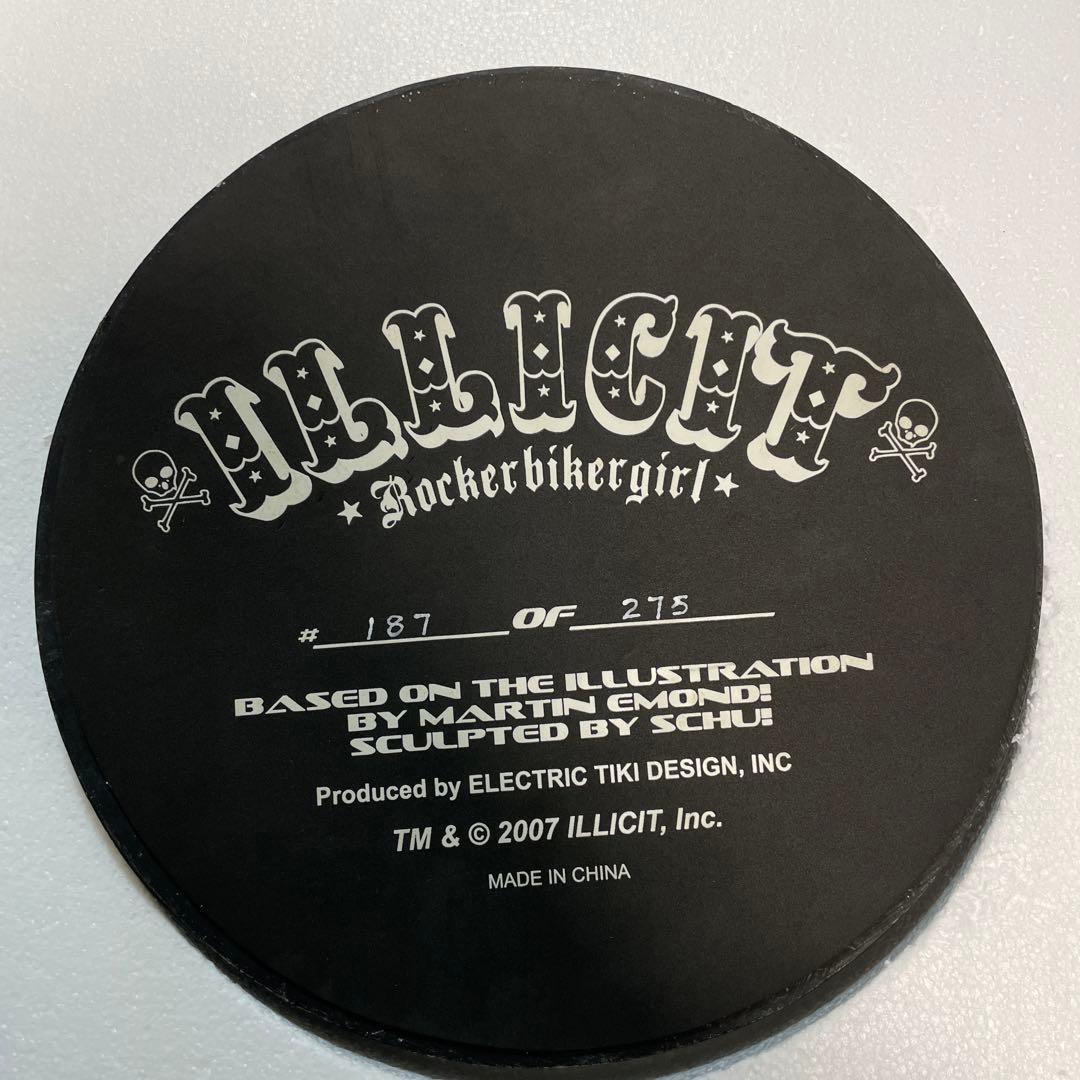 ILLICIT
Rockerbikergirl
# 187 OF 275
BASED ON THE ILLUSTRATION
BY MARTIN EMOND!
SCULPTED BY SCHU!
Produced by ELECTRIC TIKI DESIGN, INC
TM & © 2007 ILLICIT, Inc.
MADE IN CHINA